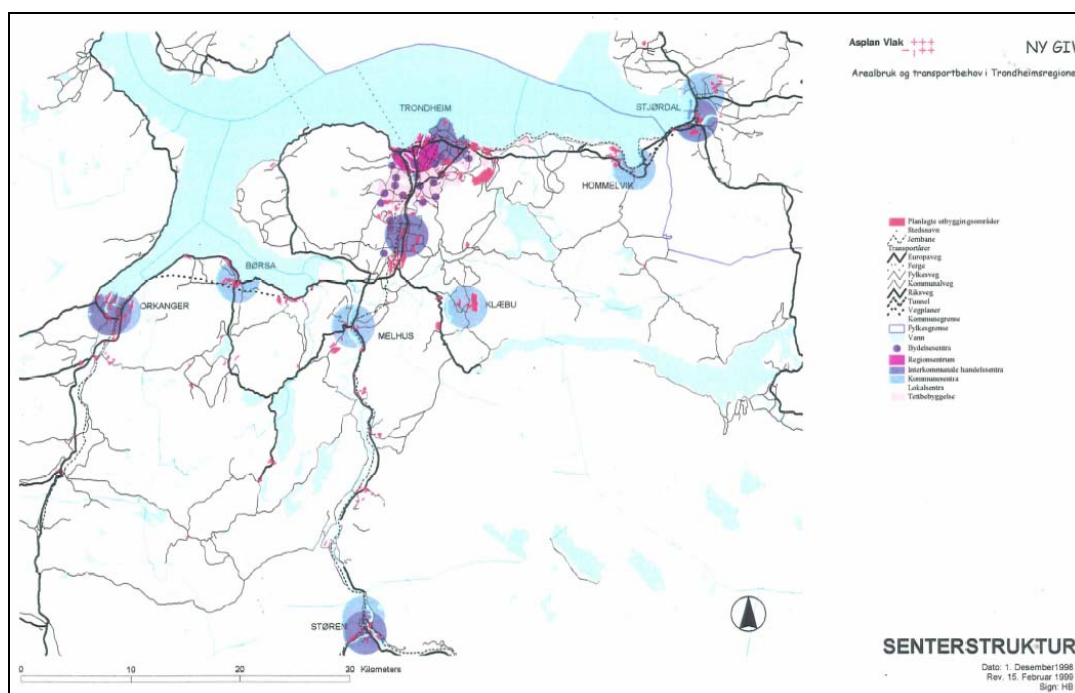 Asplan Viak
NY GIV
Arealbruk og transportbehov i Trondheimsregione
TRONDHEIM
STJØRDAL
HOMMELVIK
BØRSA
ORKANGER
KLÆBU
MELHUS
STØREN
Planlagte utbyggingsområder
Stedsnavn
Jernbane
Transportårer
Europaveg
Ferge
Fylkesveg
Kommunalveg
Riksveg
Tunnel
Vegplaner
Kommunegrense
Fylkesgrense
Vann
Bydelssentra
Regionsentrum
Interkommunale handelssentra
Kommunesentra
Lokalsentra
Tettbebyggelse
0 10 20 30 Kilometers
SENTERSTRUKTUR
Dato: 1. Desember1998
Rev. 15. Februar 1999
Sign: HB